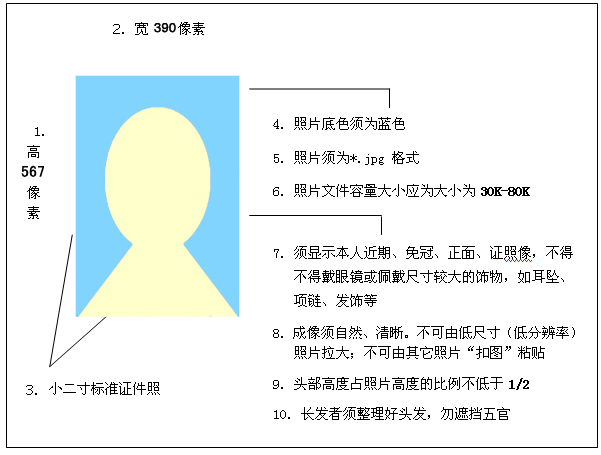 2. 宽 390像素
1.
高
567
像
素
4. 照片底色须为蓝色
5. 照片须为*.jpg 格式
6. 照片文件容量大小应为大小为 30K-80K
7. 须显示本人近期、免冠、正面、证照像，不得
不得戴眼镜或佩戴尺寸较大的饰物，如耳坠、
项链、发饰等
8. 成像须自然、清晰。不可由低尺寸（低分辨率）
照片拉大；不可由其它照片“扣图”粘贴
3. 小二寸标准证件照
9. 头部高度占照片高度的比例不低于 1/2
10. 长发者须整理好头发，勿遮挡五官